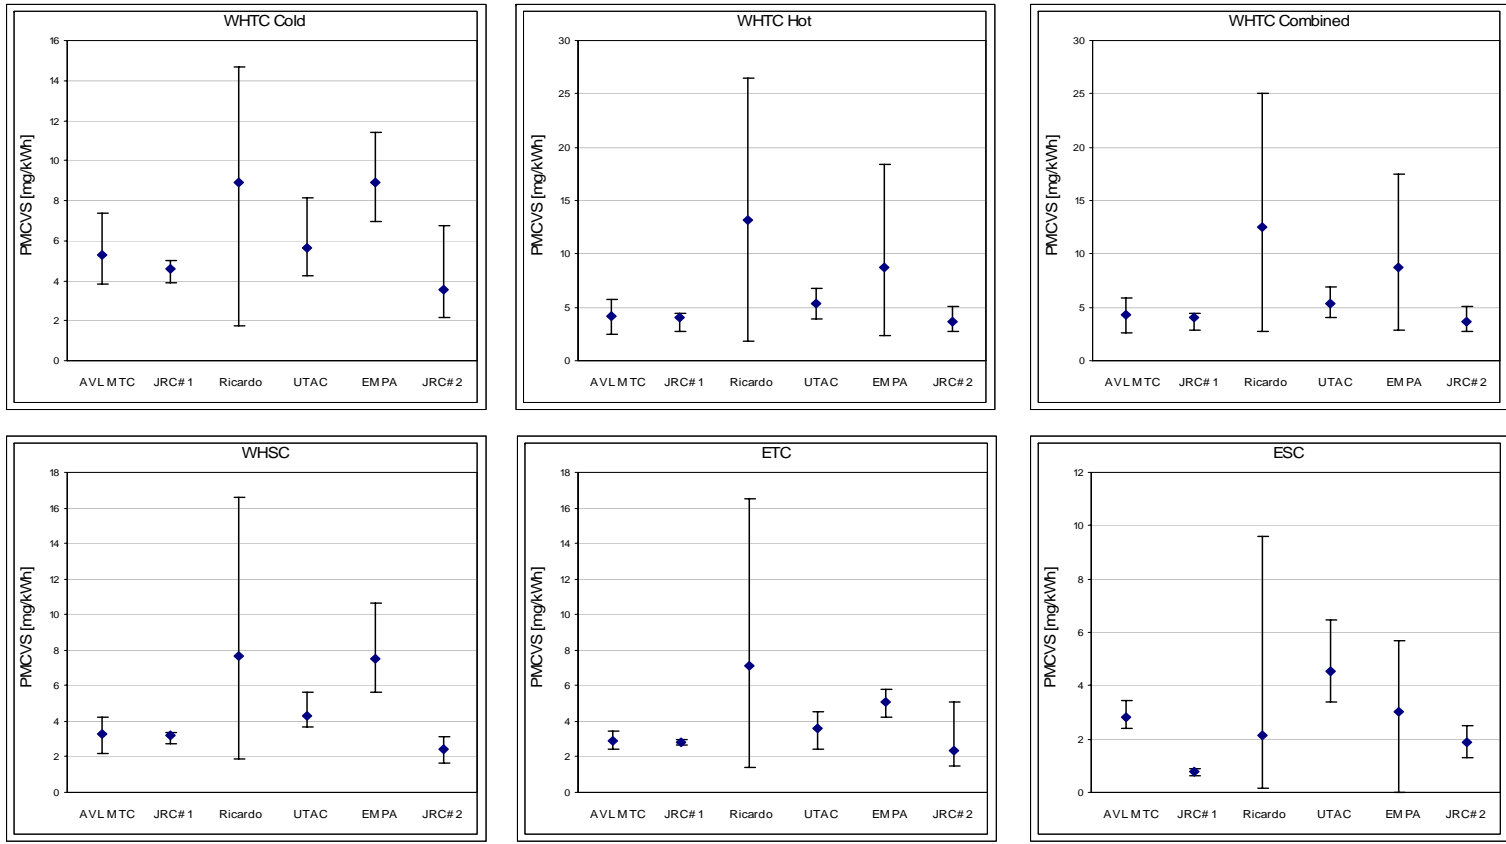 WHTC Cold
PMCVS [mg/kWh]
16
14
12
10
8
6
4
2
0
AVL MTC JRC#1 Ricardo UTAC EMPA JRC#2
WHTC Hot
PMCVS [mg/kWh]
30
25
20
15
10
5
0
AVL MTC JRC#1 Ricardo UTAC EMPA JRC#2
WHTC Combined
PMCVS [mg/kWh]
30
25
20
15
10
5
0
AVL MTC JRC#1 Ricardo UTAC EMPA JRC#2
WHSC
PMCVS [mg/kWh]
18
16
14
12
10
8
6
4
2
0
AVL MTC JRC#1 Ricardo UTAC EMPA JRC#2
ETC
PMCVS [mg/kWh]
18
16
14
12
10
8
6
4
2
0
AVL MTC JRC#1 Ricardo UTAC EMPA JRC#2
ESC
PMCVS [mg/kWh]
12
10
8
6
4
2
0
AVL MTC JRC#1 Ricardo UTAC EMPA JRC#2